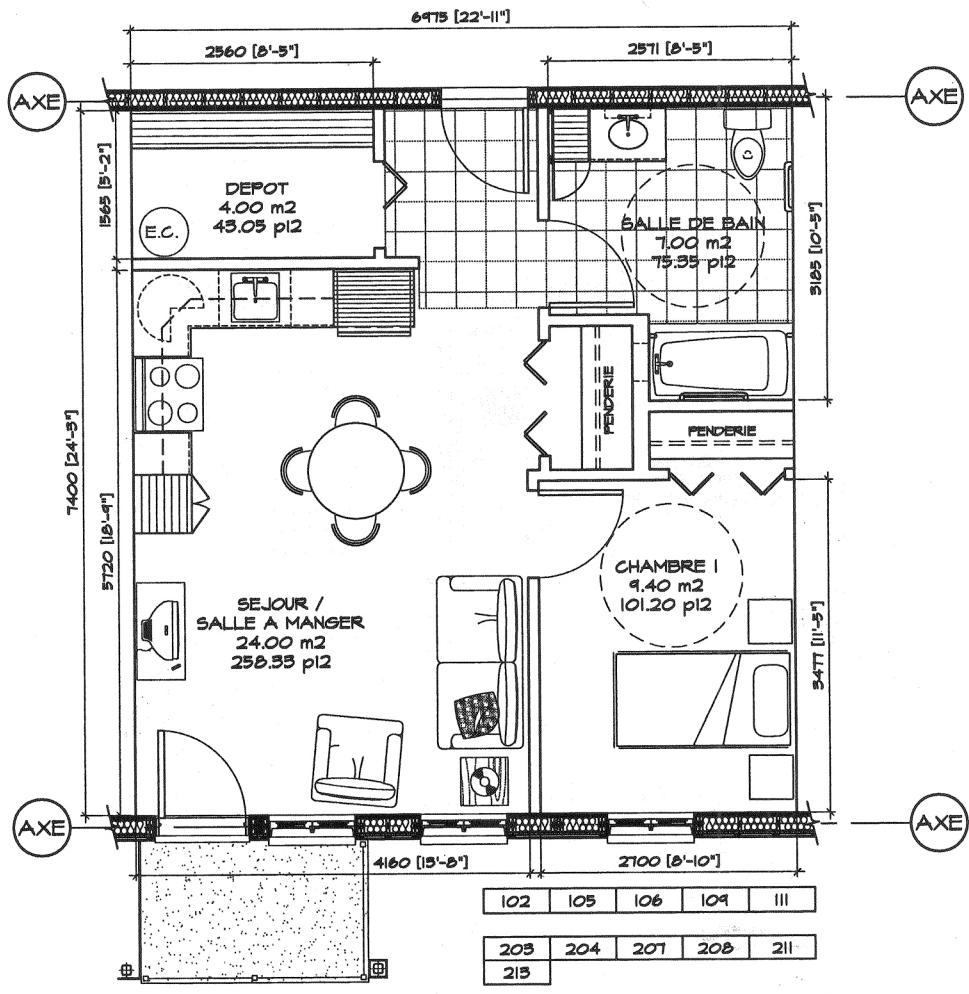 6975 [22'-11"]
2560 [8'-5"]
2571 [8'-5"]
AXE
AXE
1565 [5'-2"]
DEPOT
4.00 m2
43.05 pi2
E.C.
SALLE DE BAIN
7.00 m2
75.35 pi2
3185 [10'-5"]
PENDERIE
PENDERIE
7400 [24'-3"]
5720 [18'-9"]
CHAMBRE 1
9.40 m2
101.20 pi2
SEJOUR /
SALLE A MANGER
24.00 m2
258.33 pi2
3477 [11'-5"]
AXE
AXE
4160 [13'-8"]
2700 [8'-10"]
102 105 106 109 111
203 204 207 208 211
213